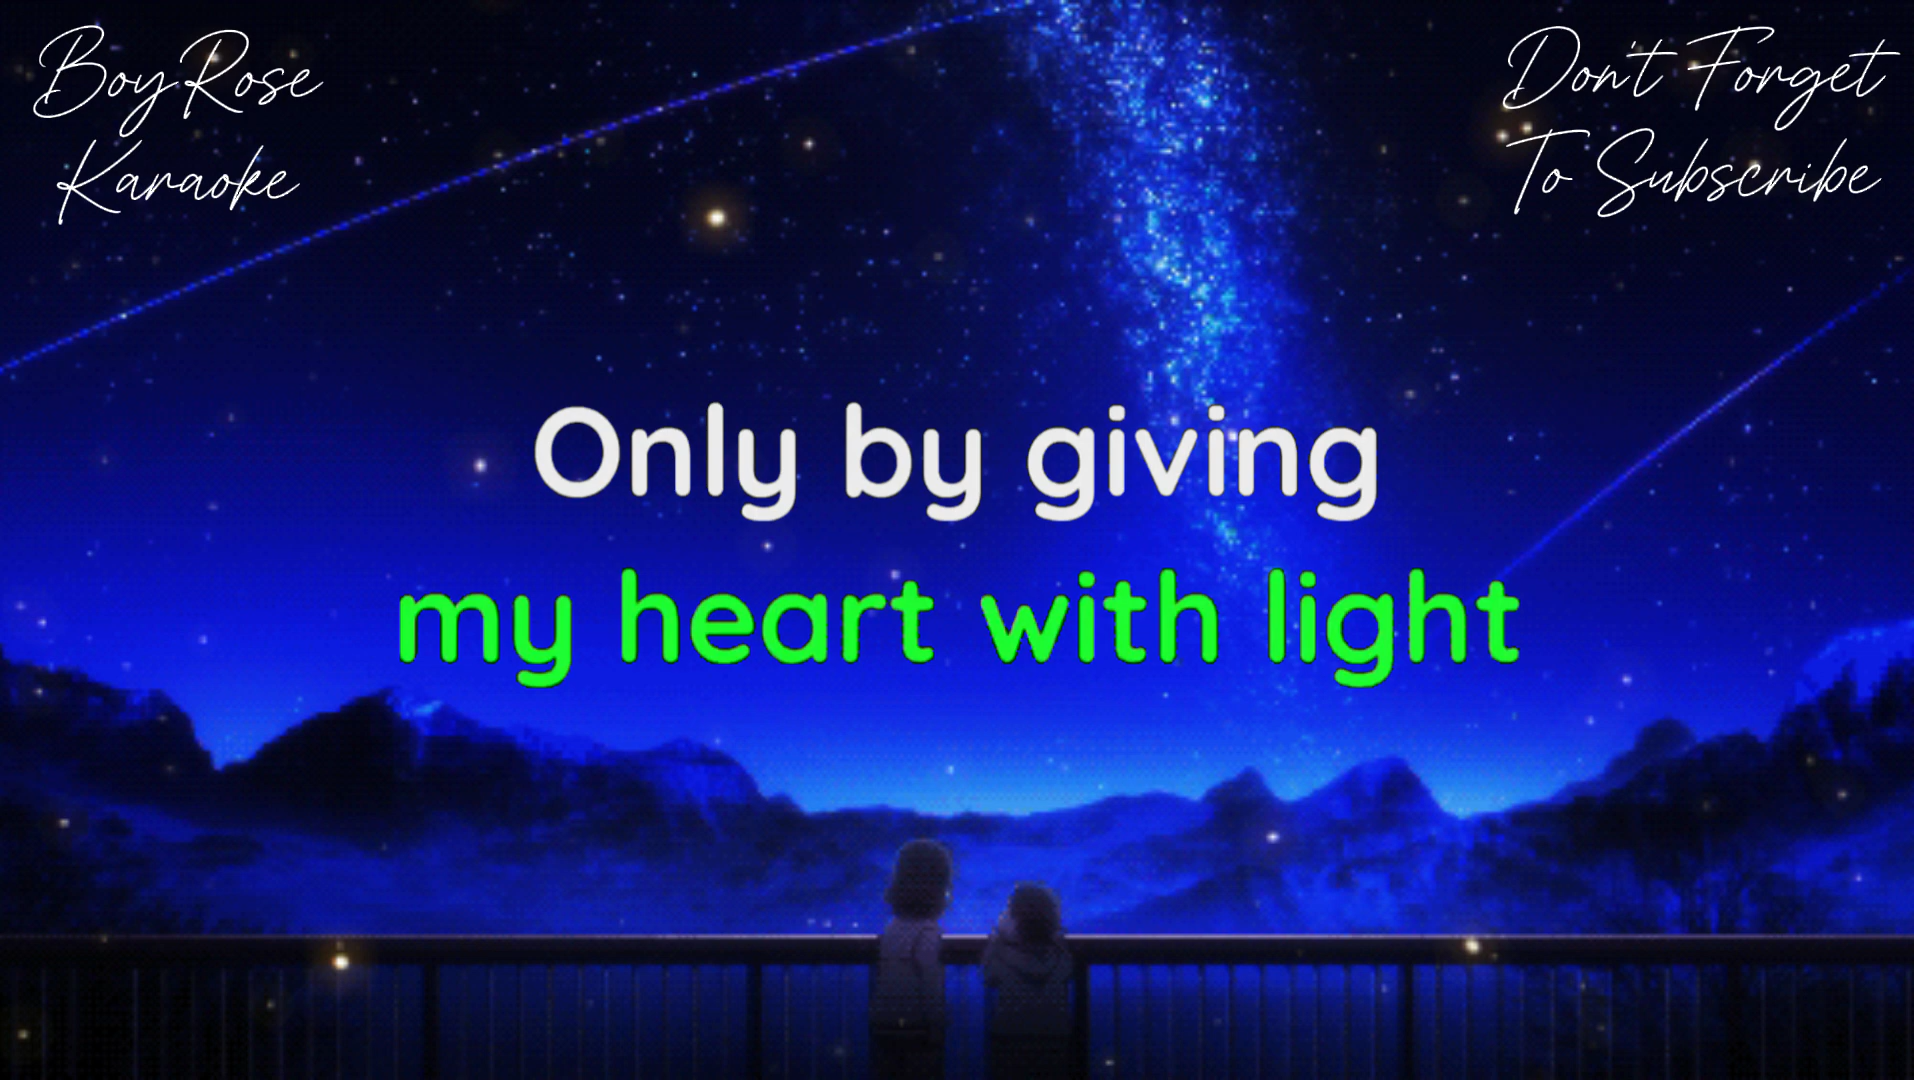 BoyRose
Karaoke
Don't Forget
To Subscribe
Only by giving
my heart with light